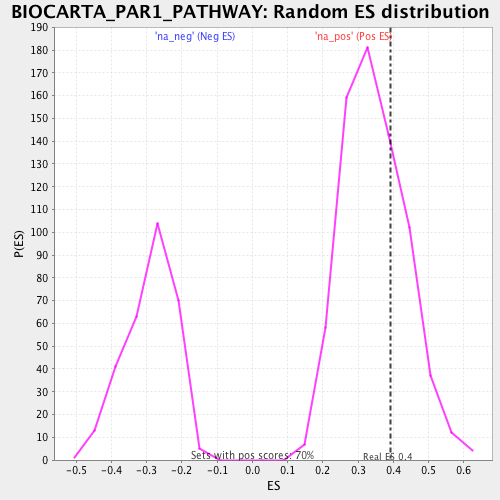 BIOCARTA_PAR1_PATHWAY: Random ES distribution
'na_neg' (Neg ES) 'na_pos' (Pos ES)
190
180
170
160
150
140
130
120
110
100
90
80
70
60
50
40
30
20
10
0
P(ES)
Sets with pos scores: 70%
Real ES 0.4
-0.5 -0.4 -0.3 -0.2 -0.1 0.0 0.1 0.2 0.3 0.4 0.5 0.6
ES